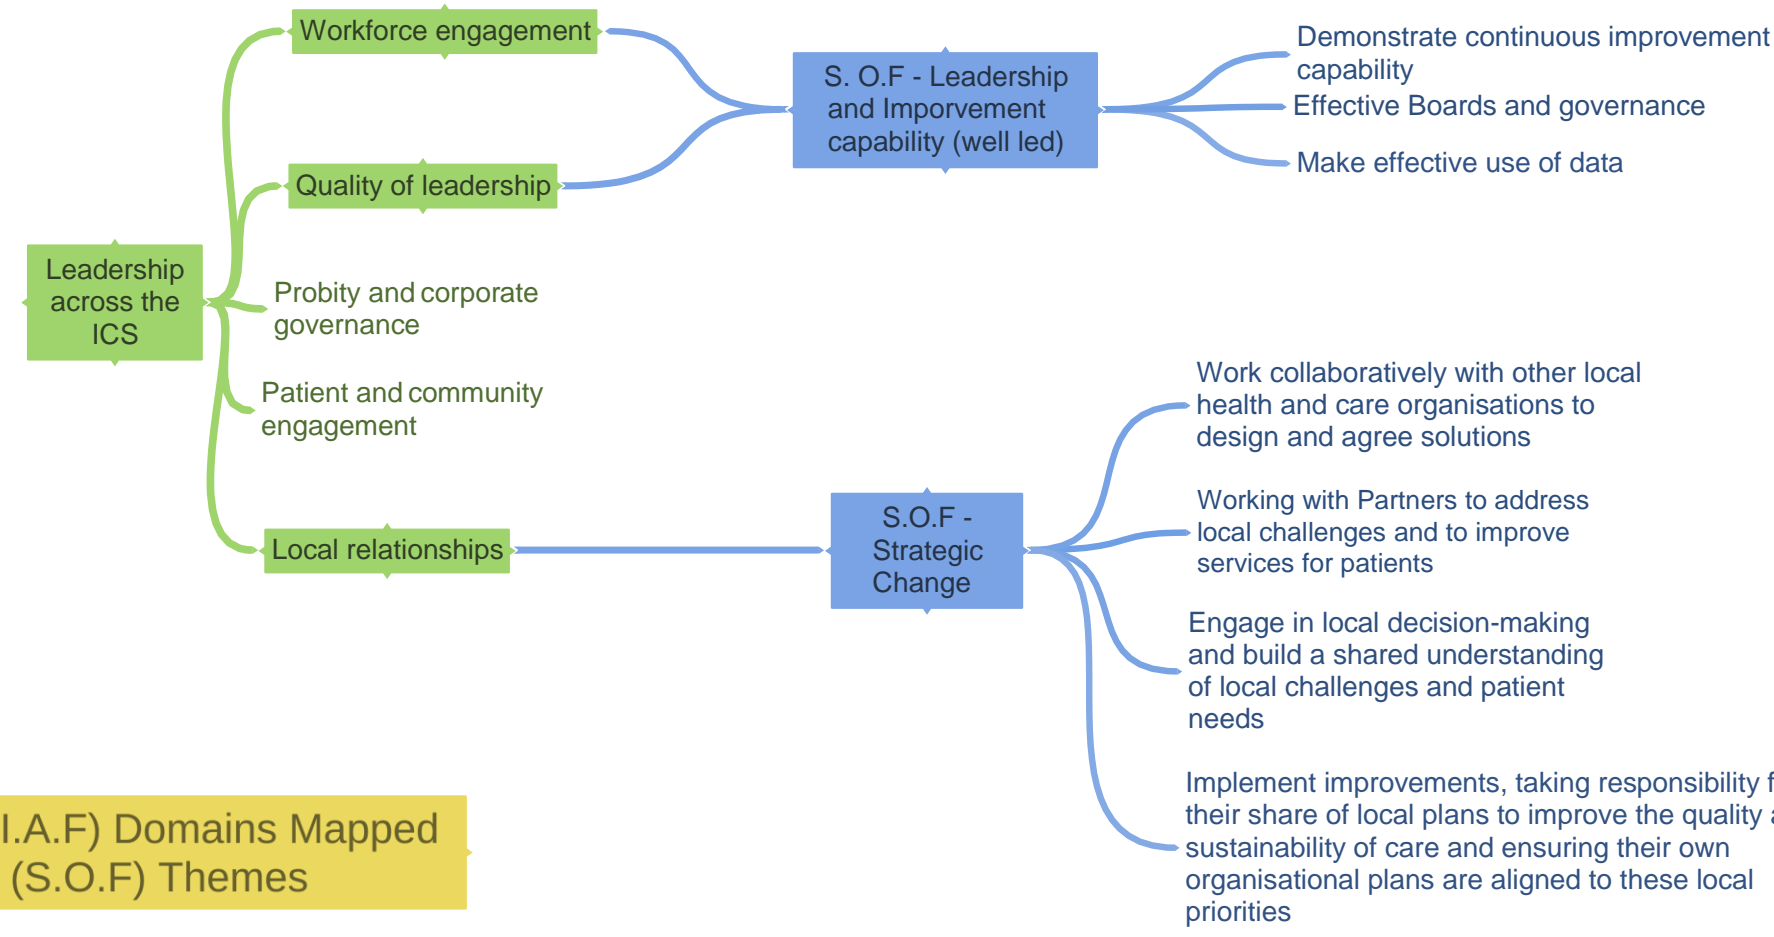 Workforce engagement
Quality of leadership
Leadership
across the
ICS
Probity and corporate
governance
Patient and community
engagement
Local relationships
S. O.F - Leadership
and Imporvement
capability (well led)
Demonstrate continuous improvement
capability
Effective Boards and governance
Make effective use of data
S.O.F -
Strategic
Change
Work collaboratively with other local
health and care organisations to
design and agree solutions
Working with Partners to address
local challenges and to improve
services for patients
Engage in local decision-making
and build a shared understanding
of local challenges and patient
needs
Implement improvements, taking responsibility
their share of local plans to improve the quality
sustainability of care and ensuring their own
organisational plans are aligned to these local
priorities
I.A.F) Domains Mapped
(S.O.F) Themes